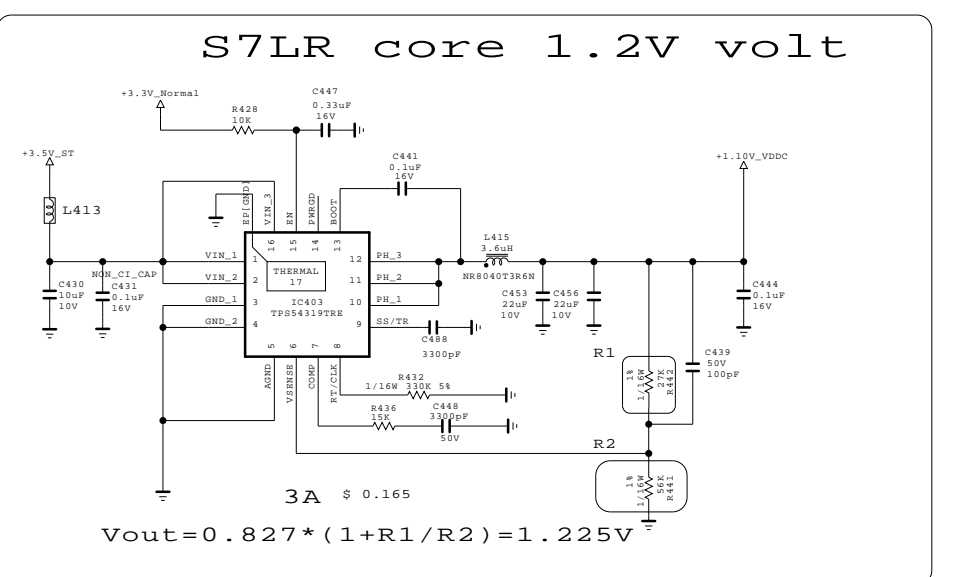 S7LR core 1.2V volt
+3.3V_Normal
R428
10K
C447
0.33uF
16V
+3.5V_ST
L413
C441
0.1uF
16V
+1.10V_VDDC
EP[GND]
VIN_3
EN
PWRGD
BOOT
16
15
14
13
L415
3.6uH
NR8040T3R6N
VIN_1
1
VIN_2
2
GND_1
3
GND_2
4
THERMAL
17
IC403
TPS54319TRE
12
PH_3
11
PH_2
10
PH_1
9
SS/TR
NON_CI_CAP
C430
10uF
10V
C431
0.1uF
16V
C453
22uF
10V
C456
22uF
10V
C444
0.1uF
16V
C488
3300pF
5
6
7
8
AGND
VSENSE
COMP
RT/CLK
R1
1%
1/16W
27K
R442
C439
50V
100pF
R432
1/16W 330K 5%
R436
15K
C448
3300pF
50V
R2
1%
1/16W
56K
R441
3A $ 0.165
Vout=0.827*(1+R1/R2)=1.225V